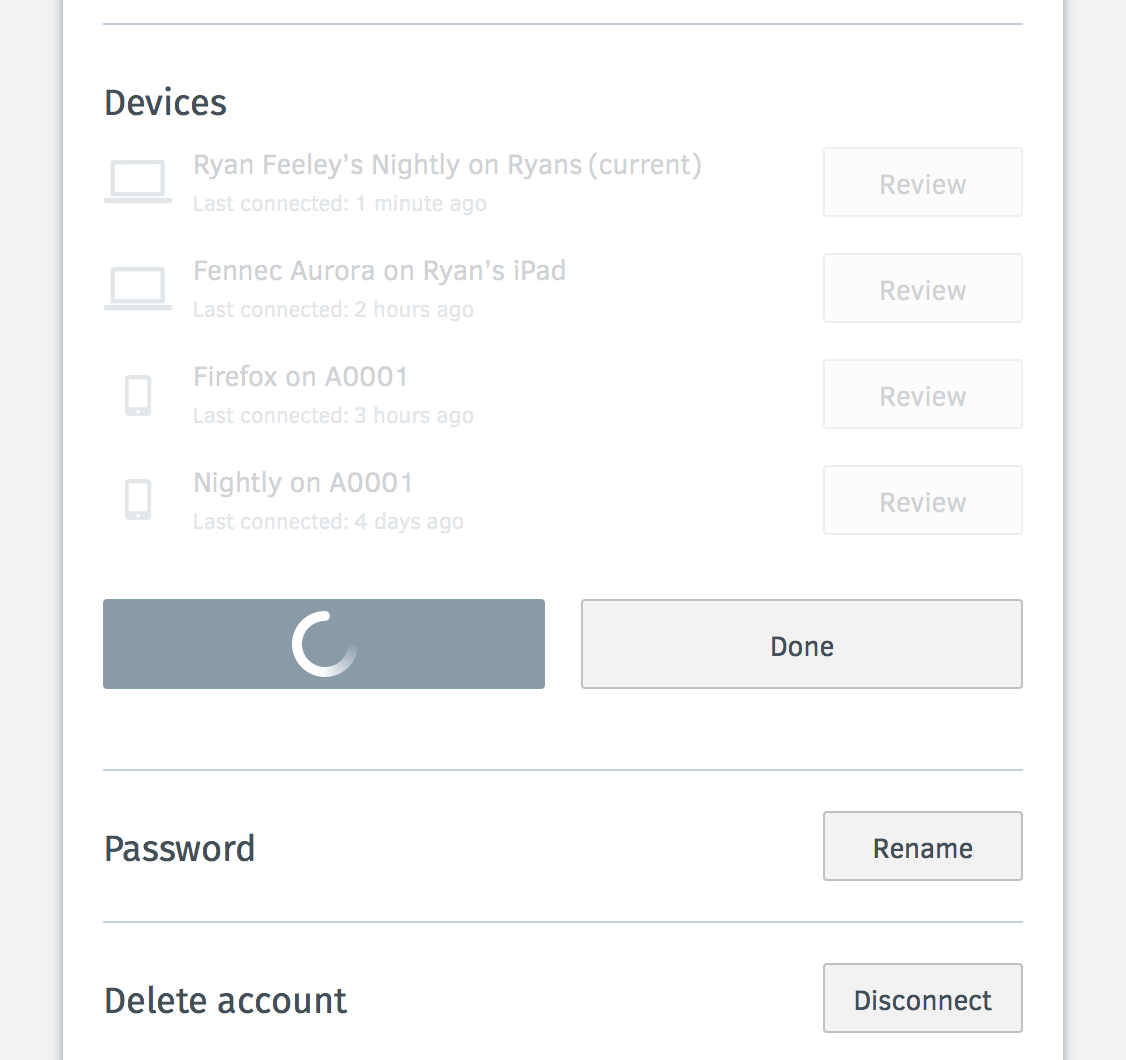 Devices
Ryan Feeley’s Nightly on Ryans (current)
Last connected: 1 minute ago
Review
Fennec Aurora on Ryan’s iPad
Last connected: 2 hours ago
Review
Firefox on A0001
Last connected: 3 hours ago
Review
Nightly on A0001
Last connected: 4 days ago
Review
Done
Password
Rename
Delete account
Disconnect